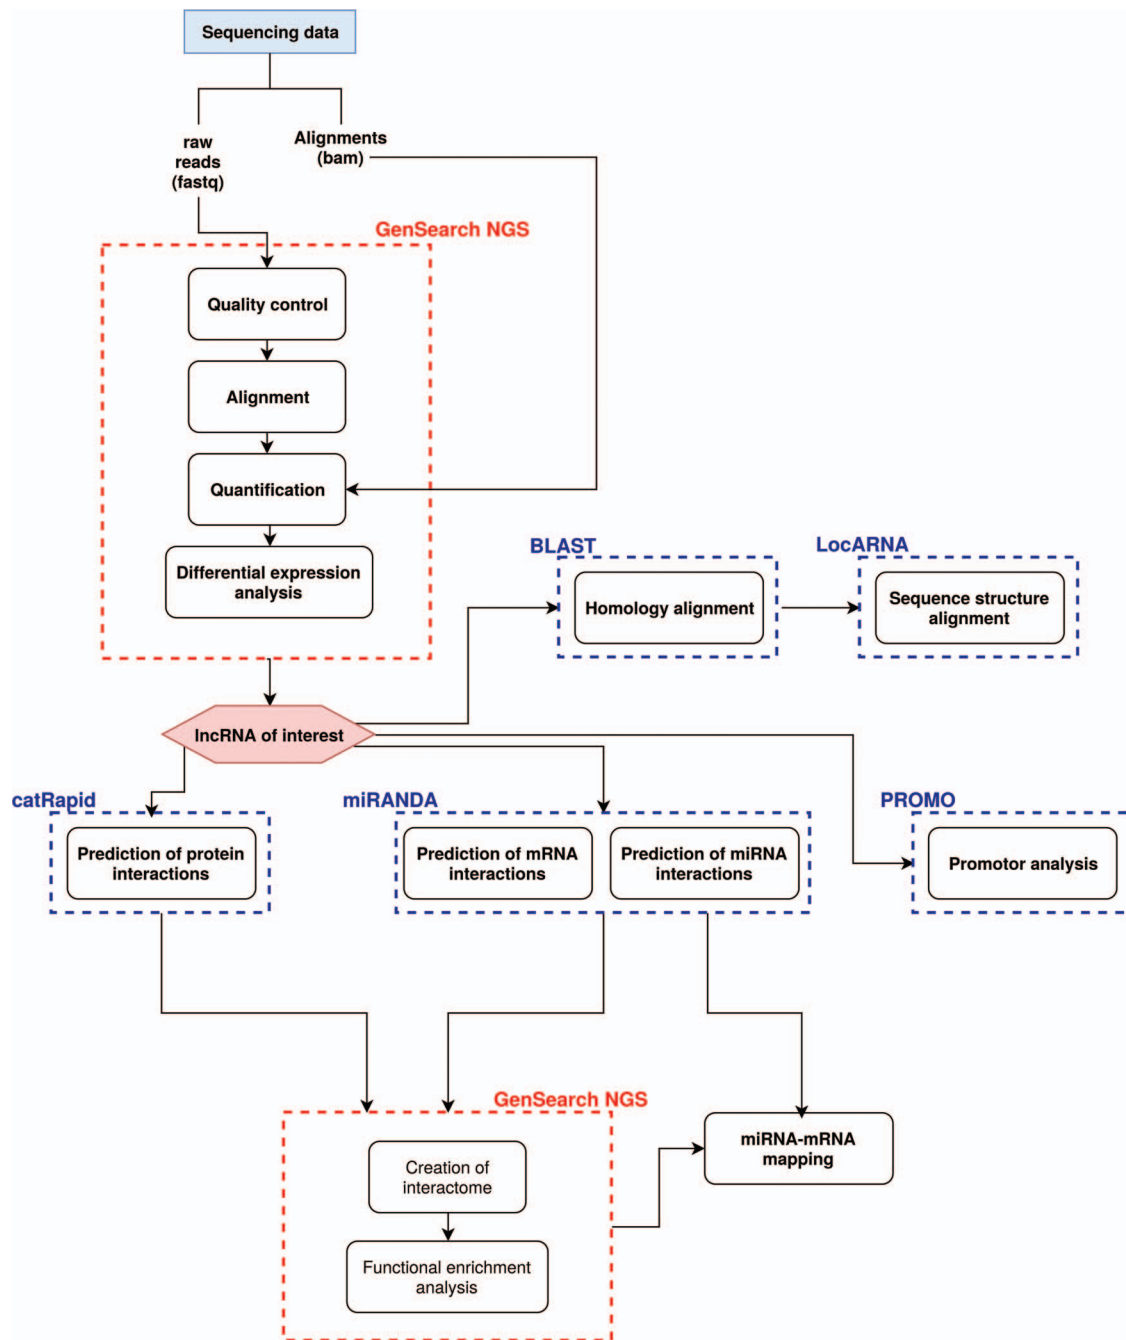 Sequencing data
raw
reads
(fastq)
Alignments
(bam)
GenSearch NGS
Quality control
Alignment
Quantification
Differential expression
analysis
BLAST
Homology alignment
LocARNA
Sequence structure
alignment
lncRNA of interest
catRapid
Prediction of protein
interactions
miRANDA
Prediction of mRNA
interactions
Prediction of miRNA
interactions
PROMO
Promotor analysis
GenSearch NGS
Creation of
interactome
Functional enrichment
analysis
miRNA-mRNA
mapping